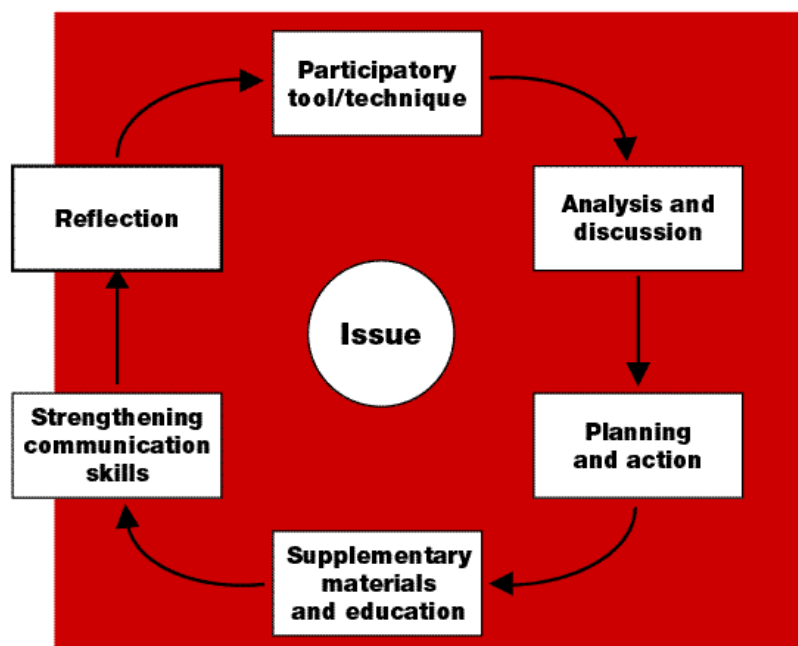 Participatory
tool/technique
Analysis and
discussion
Planning
and action
Supplementary
materials
and education
Strengthening
communication
skills
Reflection
Issue